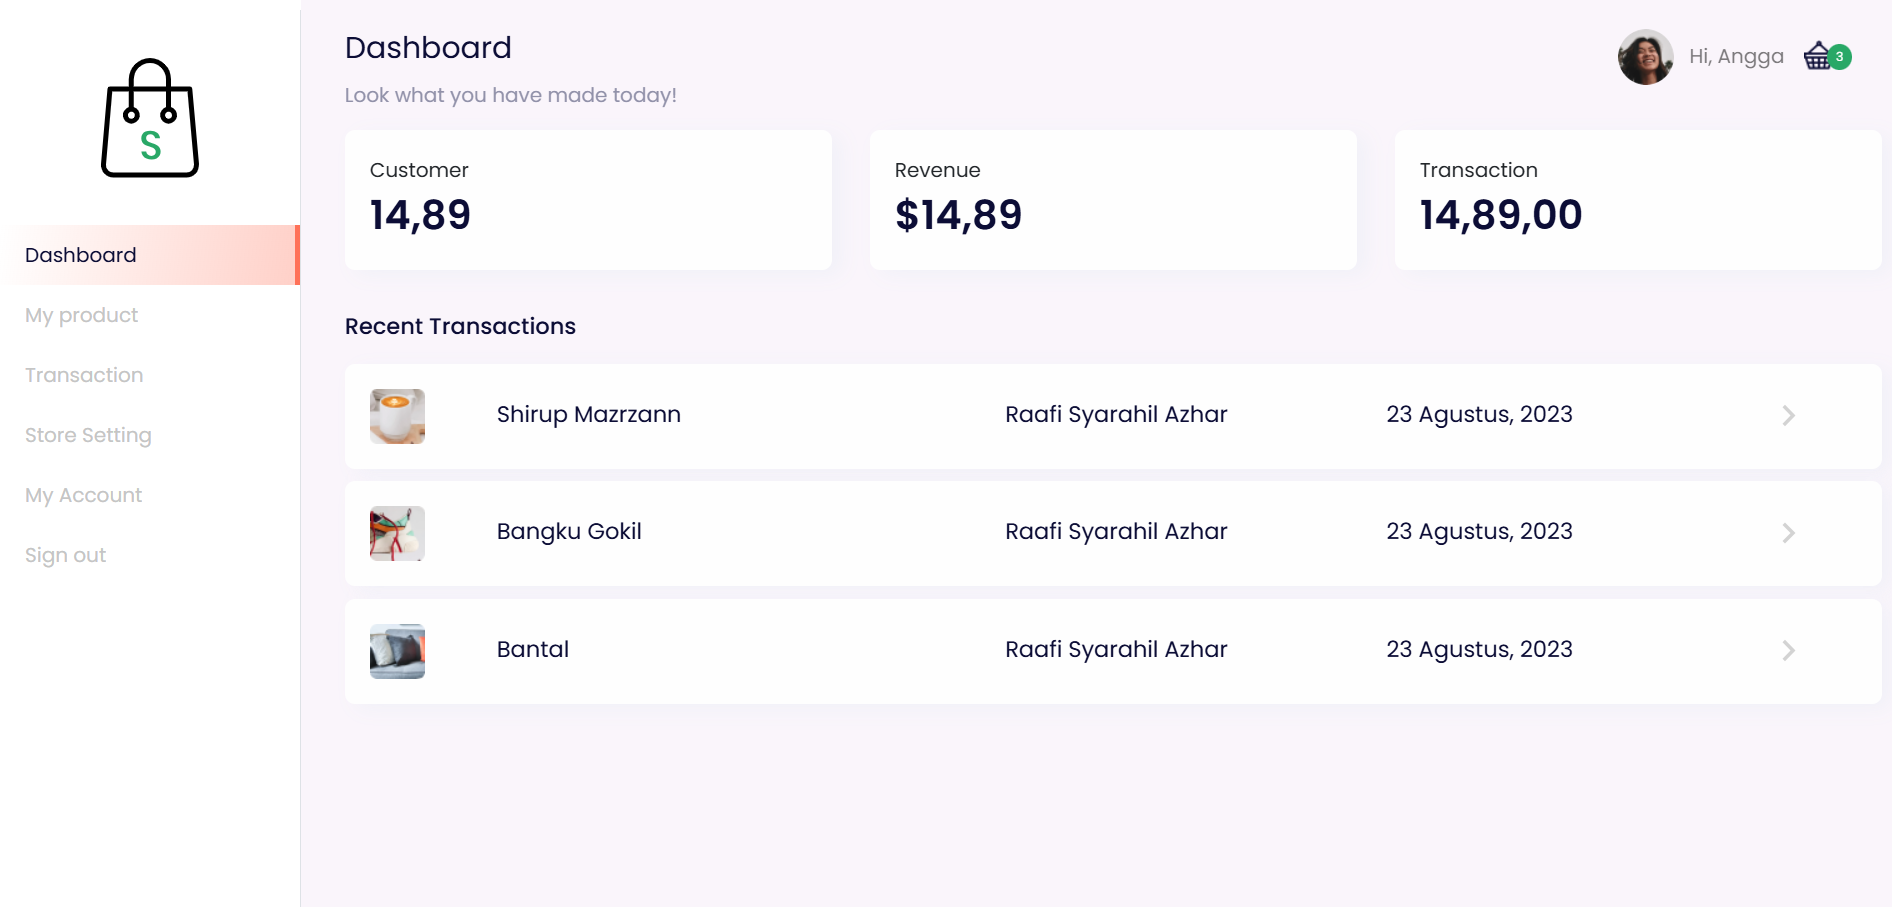 S
Dashboard
My product
Transaction
Store Setting
My Account
Sign out
Dashboard
Look what you have made today!
Hi, Angga
3
Customer
14,89
Revenue
$14,89
Transaction
14,89,00
Recent Transactions
Shirup Mazrzann Raafi Syarahil Azhar 23 Agustus, 2023
Bangku Gokil Raafi Syarahil Azhar 23 Agustus, 2023
Bantal Raafi Syarahil Azhar 23 Agustus, 2023